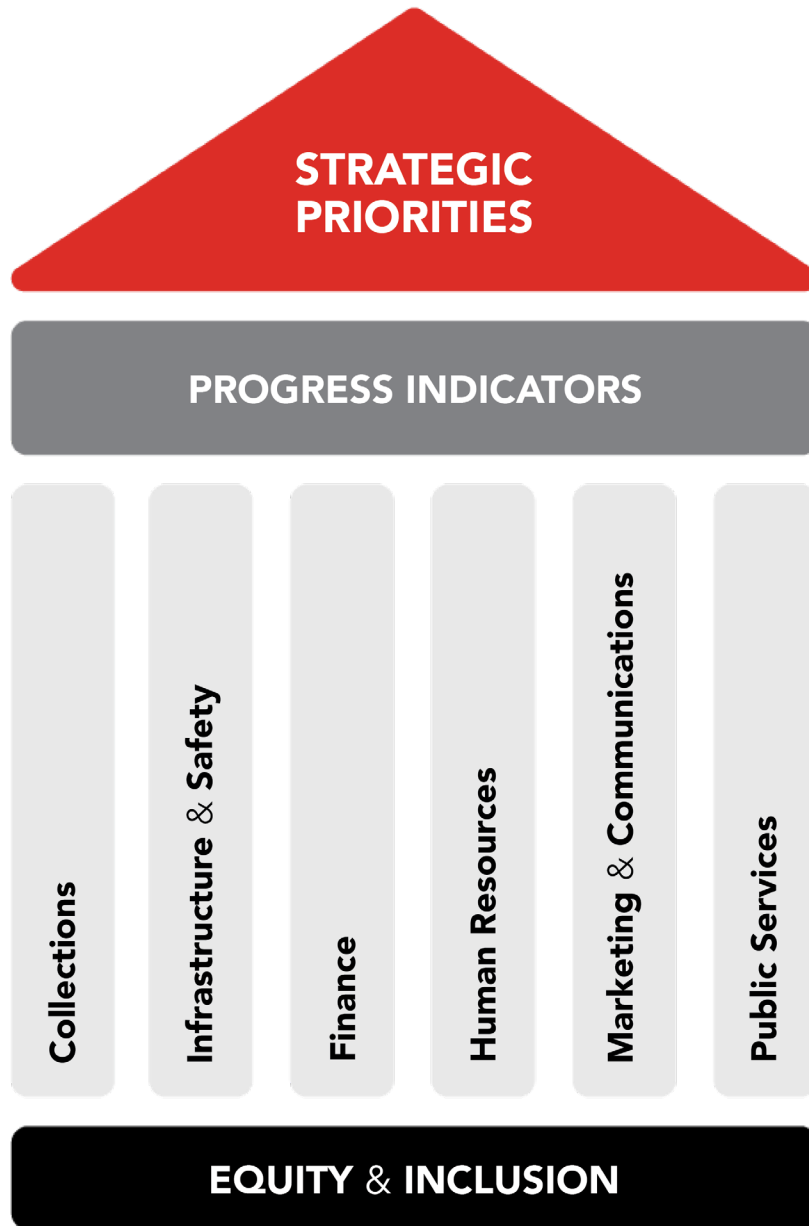 STRATEGIC
PRIORITIES
PROGRESS INDICATORS
Collections
Infrastructure & Safety
Finance
Human Resources
Marketing & Communications
Public Services
EQUITY & INCLUSION